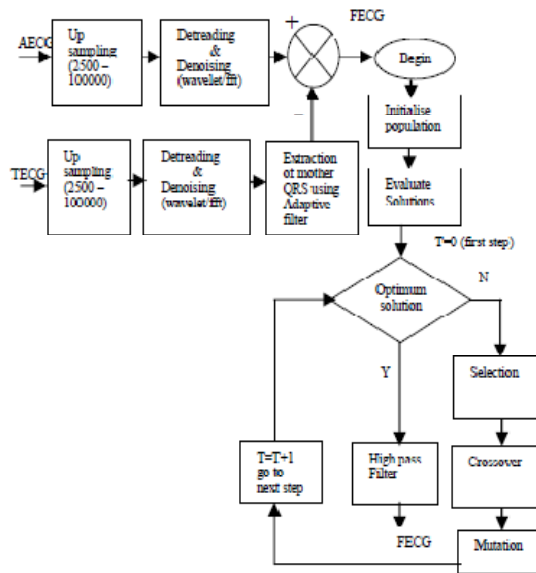 AECG
Up
sampling
(2500 –
100000)
Detreading
&
Denoising
(wavelet/fft)
+
FECG
Begin
Initialise
population
Evaluate
Solutions
–
TECG
Up
sampling
(2500 –
100000)
Detreading
&
Denoising
(wavelet/fft)
Extraction
of mother
QRS using
Adaptive
filter
T=0 (first step)
Optimum
solution
N
Y
Selection
T=T+1
go to
next step
High pass
Filter
Crossover
FECG
Mutation